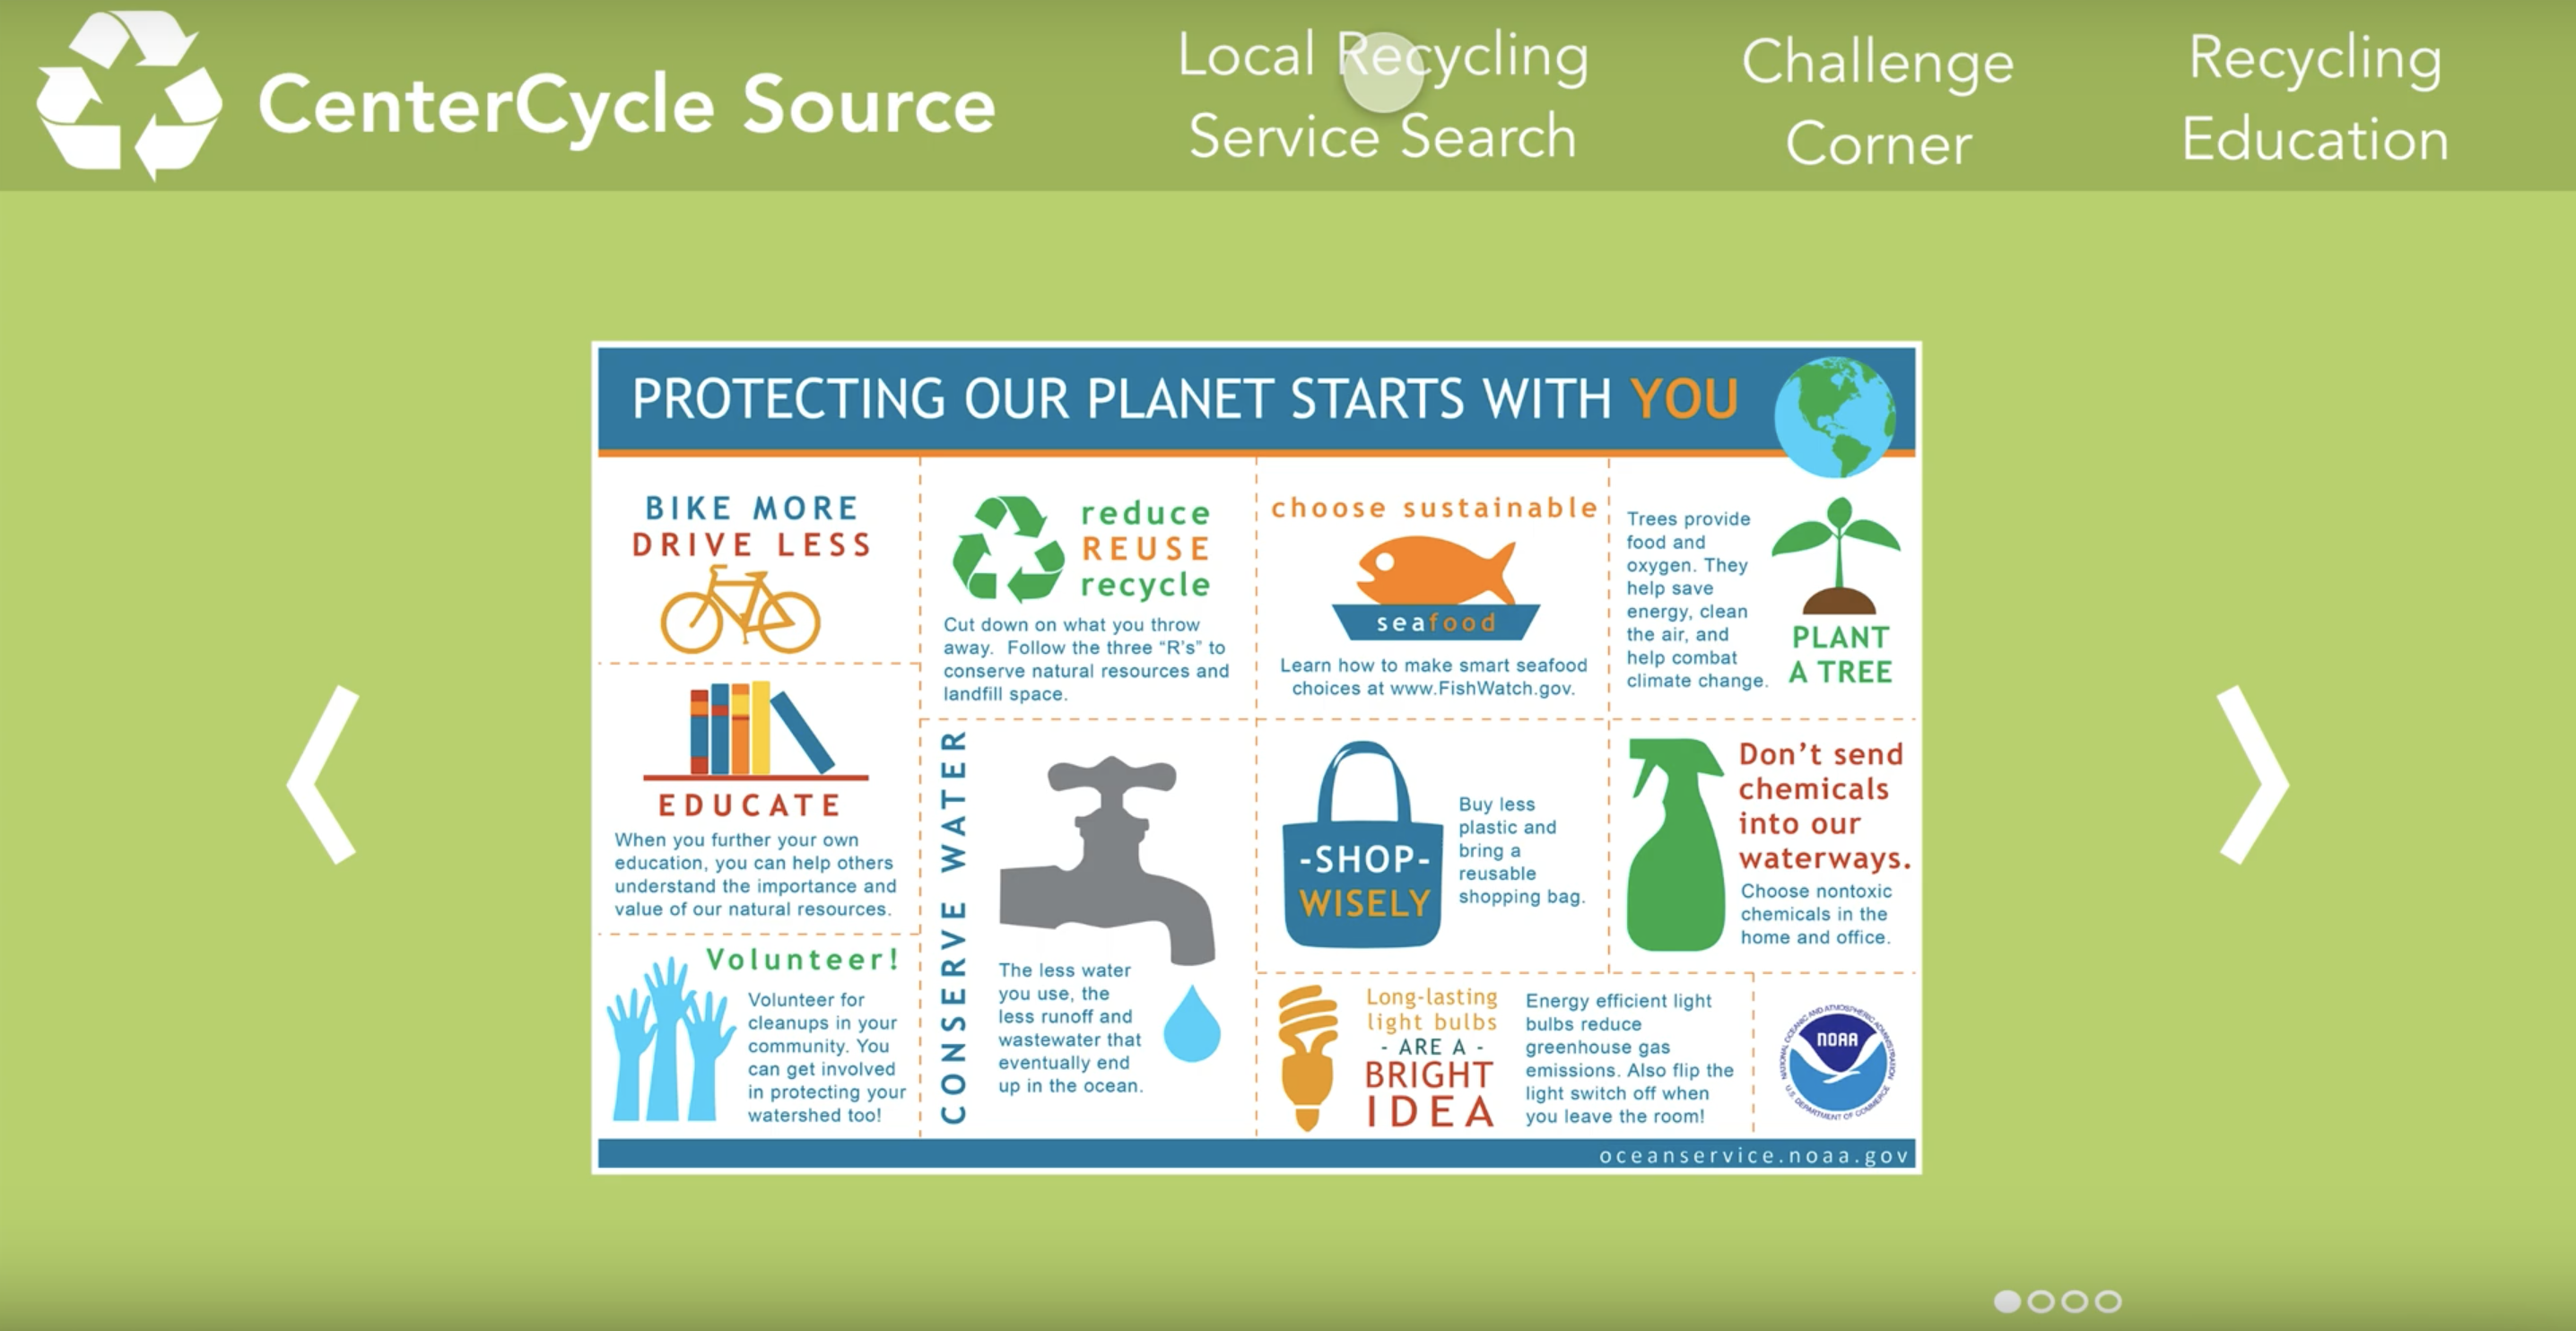 CenterCycle Source
Local Recycling
Service Search
Challenge
Corner
Recycling
Education
PROTECTING OUR PLANET STARTS WITH YOU
BIKE MORE
DRIVE LESS
reduce
REUSE
recycle
Cut down on what you throw
away. Follow the three “R’s” to
conserve natural resources and
landfill space.
choose sustainable
seafood
Learn how to make smart seafood
choices at www.FishWatch.gov.
Trees provide
food and
oxygen. They
help save
energy, clean
the air, and
help combat
climate change.
PLANT
A TREE
EDUCATE
When you further your own
education, you can help others
understand the importance and
value of our natural resources.
Volunteer!
Volunteer for
cleanups in your
community. You
can get involved
in protecting your
watershed too!
CONSERVE WATER
The less water
you use, the
less runoff and
wastewater that
eventually end
up in the ocean.
-SHOP-
WISELY
Buy less
plastic and
bring a
reusable
shopping bag.
Don’t send
chemicals
into our
waterways.
Choose nontoxic
chemicals in the
home and office.
Long-lasting
light bulbs
- ARE A -
BRIGHT
IDEA
Energy efficient light
bulbs reduce
greenhouse gas
emissions. Also flip the
light switch off when
you leave the room!
NATIONAL OCEANIC AND ATMOSPHERIC ADMINISTRATION
NOAA
U.S. DEPARTMENT OF COMMERCE
oceanservice.noaa.gov